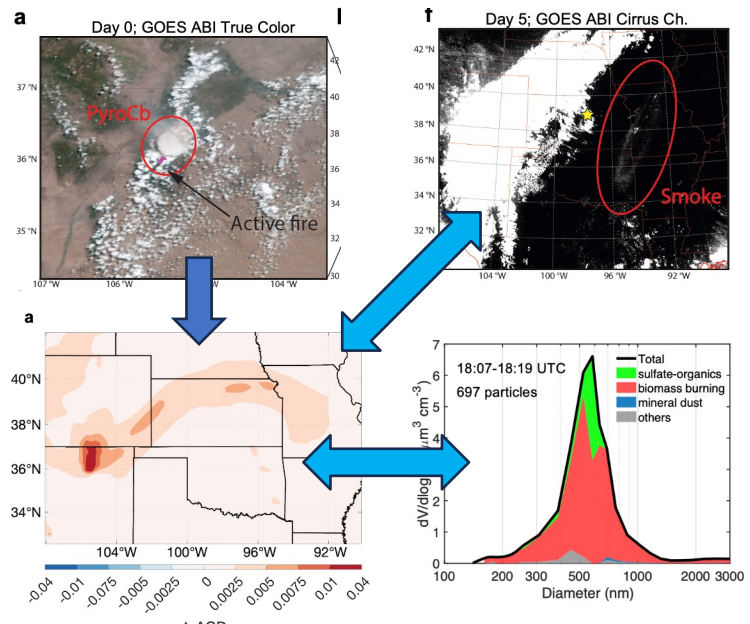 a
Day 0; GOES ABI True Color
37 °N
36 °N
35 °N
PyroCb
Active fire
107 °W
106 °W
104 °W
42
40
38
36
34
32
30
f
Day 5; GOES ABI Cirrus Ch.
42 °N
40 °N
38 °N
36 °N
34 °N
32 °N
Smoke
104 °W
100 °W
96 °W
92 °W
a
40°N
38°N
36°N
34°N
104°W
100°W
96°W
92°W
-0.04
-0.01
-0.075
-0.005
-0.0025
0
0.0025
0.005
0.0075
0.01
0.04
18:07-18:19 UTC
697 particles
Total
sulfate-organics
biomass burning
mineral dust
others
7
6
5
4
2
1
0
100
200
300
500
1000
2000
3000
Diameter (nm)